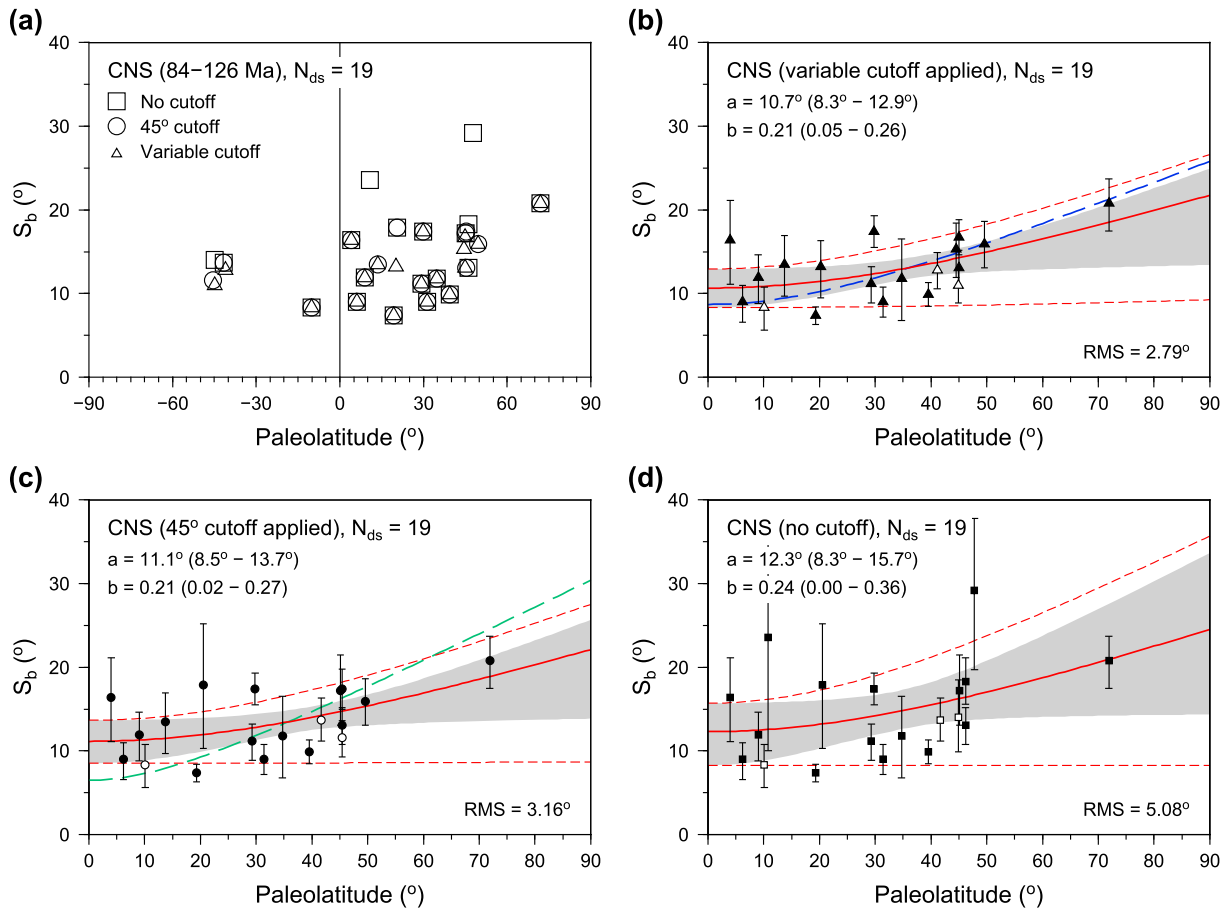 (a)
40
30
20
10
0
S_b (°)
CNS (84−126 Ma), N_ds = 19
No cutoff
45° cutoff
Variable cutoff
−90 −60 −30 0 30 60 90
Paleolatitude (°)
(b)
40
30
20
10
0
S_b (°)
CNS (variable cutoff applied), N_ds = 19
a = 10.7° (8.3° − 12.9°)
b = 0.21 (0.05 − 0.26)
RMS = 2.79°
0 10 20 30 40 50 60 70 80 90
Paleolatitude (°)
(c)
40
30
20
10
0
S_b (°)
CNS (45° cutoff applied), N_ds = 19
a = 11.1° (8.5° − 13.7°)
b = 0.21 (0.02 − 0.27)
RMS = 3.16°
0 10 20 30 40 50 60 70 80 90
Paleolatitude (°)
(d)
40
30
20
10
0
S_b (°)
CNS (no cutoff), N_ds = 19
a = 12.3° (8.3° − 15.7°)
b = 0.24 (0.00 − 0.36)
RMS = 5.08°
0 10 20 30 40 50 60 70 80 90
Paleolatitude (°)